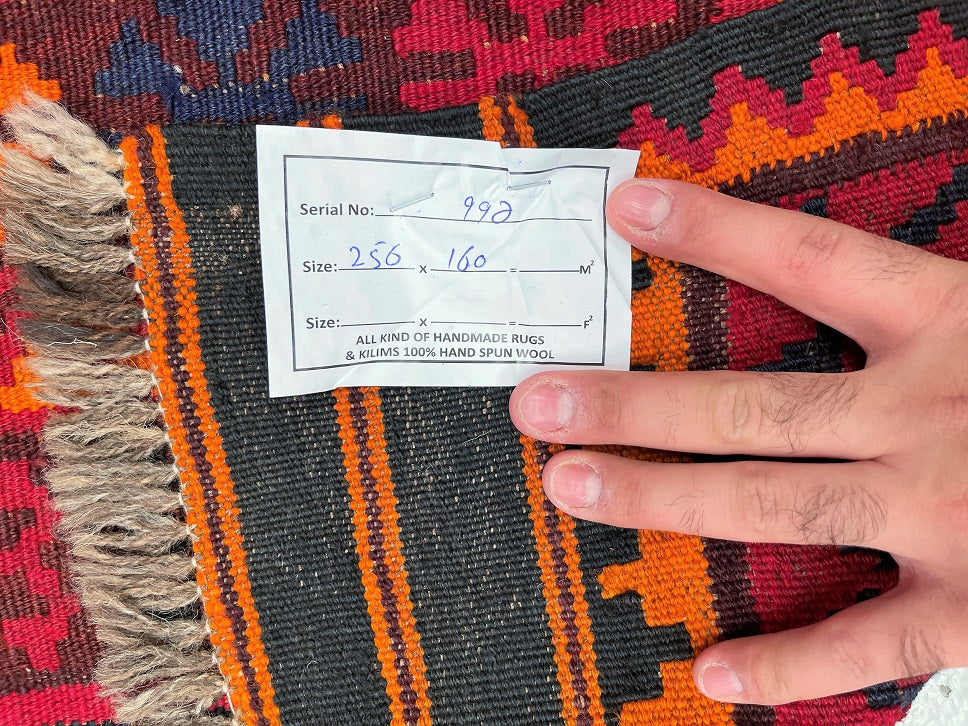 Serial No: 992
Size: 256 x 160 = M²
Size: x = F²
ALL KIND OF HANDMADE RUGS
& KILIMS 100% HAND SPUN WOOL